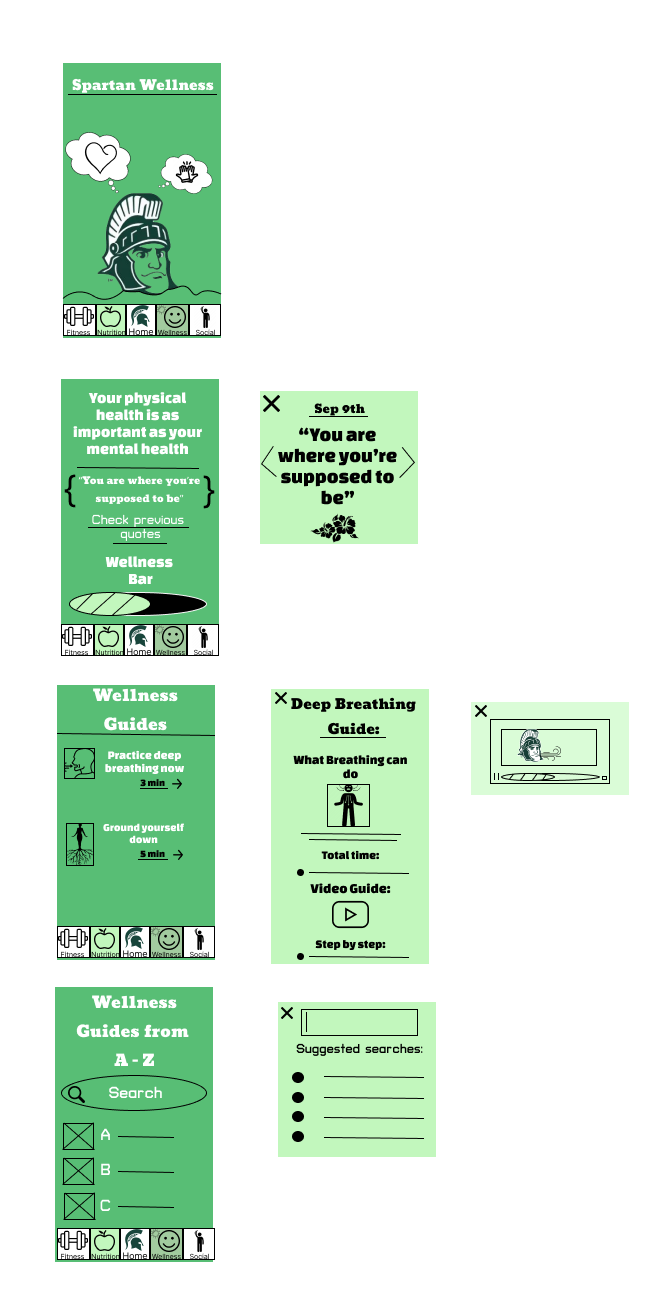 Spartan Wellness
Fitness
Nutrition
Home
Wellness
Social
Your physical
health is as
important as your
mental health
"You are where you're
supposed to be"
Check previous
quotes
Wellness
Bar
Fitness
Nutrition
Home
Wellness
Social
Sep 9th
“You are
where you’re
supposed to
be”
Wellness
Guides
Practice deep
breathing now
3 min
Ground yourself
down
5 min
Fitness
Nutrition
Home
Wellness
Social
Deep Breathing
Guide:
What Breathing can
do
Total time:
Video Guide:
Step by step:
Wellness
Guides from
A - Z
Search
A
B
C
Fitness
Nutrition
Home
Wellness
Social
Suggested searches: